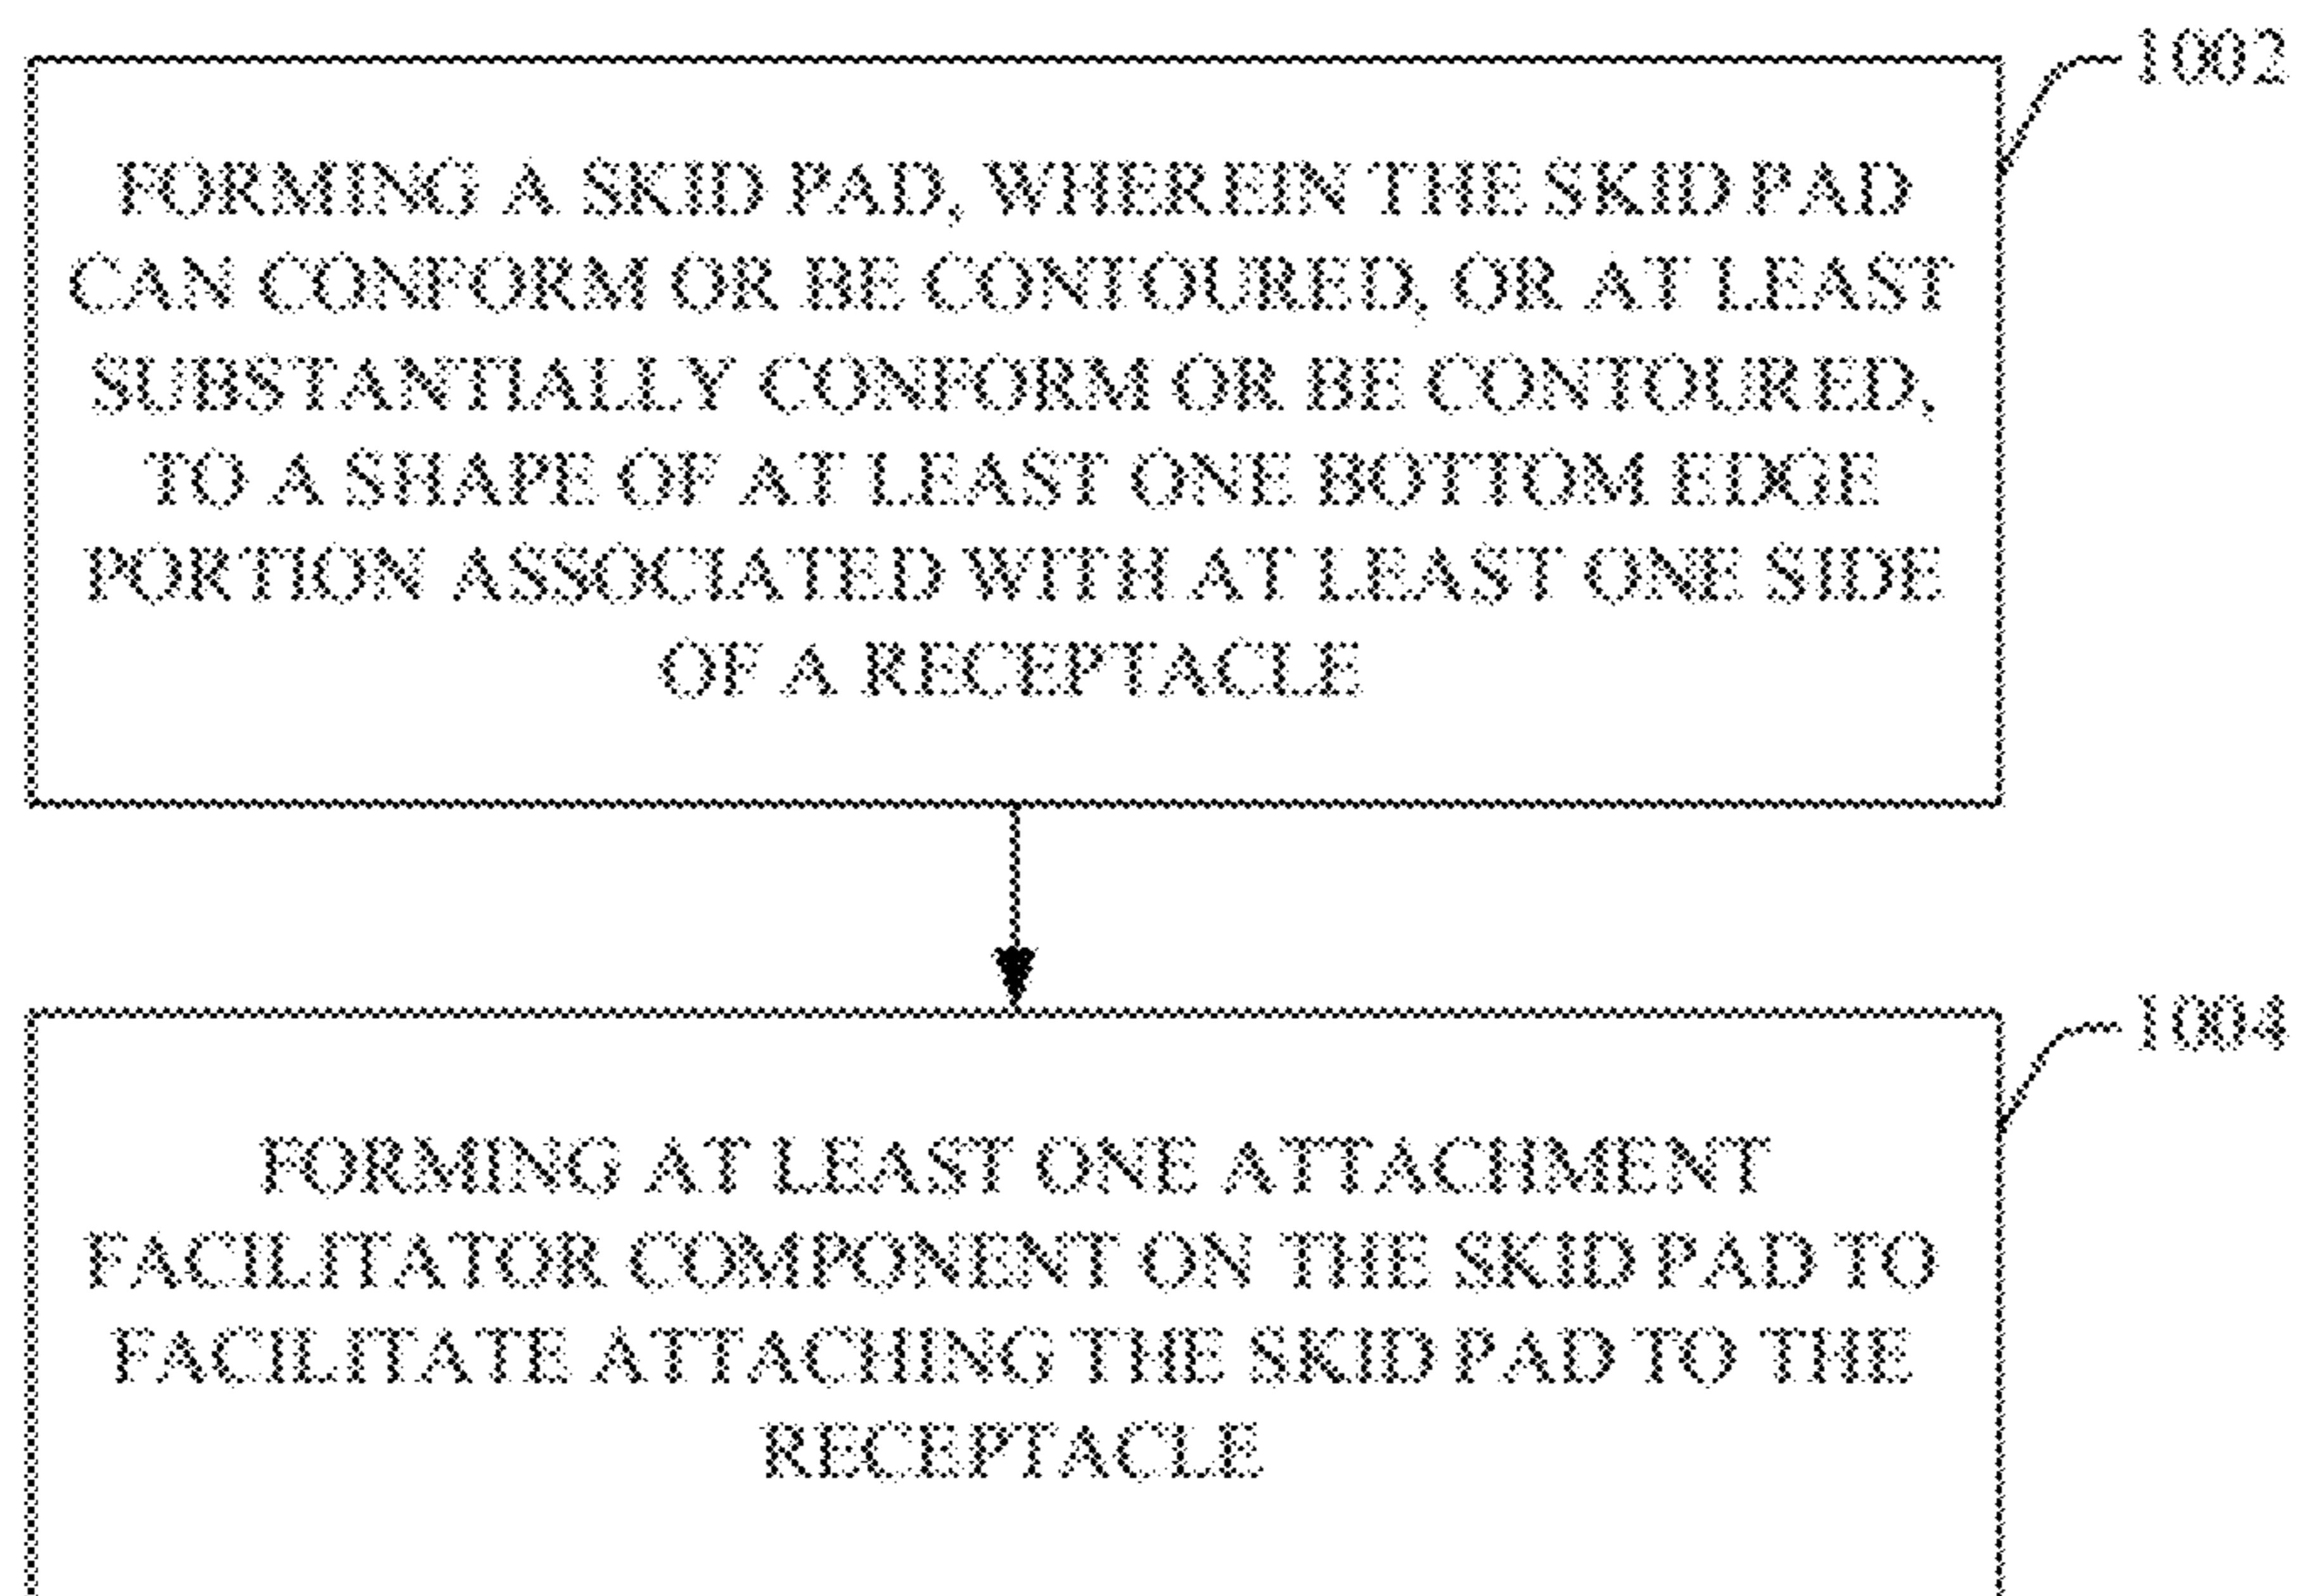 1002
FORMING A SKID PAD, WHEREIN THE SKID PAD
CAN CONFORM OR BE CONTOURED, OR AT LEAST
SUBSTANTIALLY CONFORM OR BE CONTOURED,
TO A SHAPE OF AT LEAST ONE BOTTOM EDGE
PORTION ASSOCIATED WITH AT LEAST ONE SIDE
OF A RECEPTACLE
1004
FORMING AT LEAST ONE ATTACHMENT
FACILITATOR COMPONENT ON THE SKID PAD TO
FACILITATE ATTACHING THE SKID PAD TO THE
RECEPTACLE